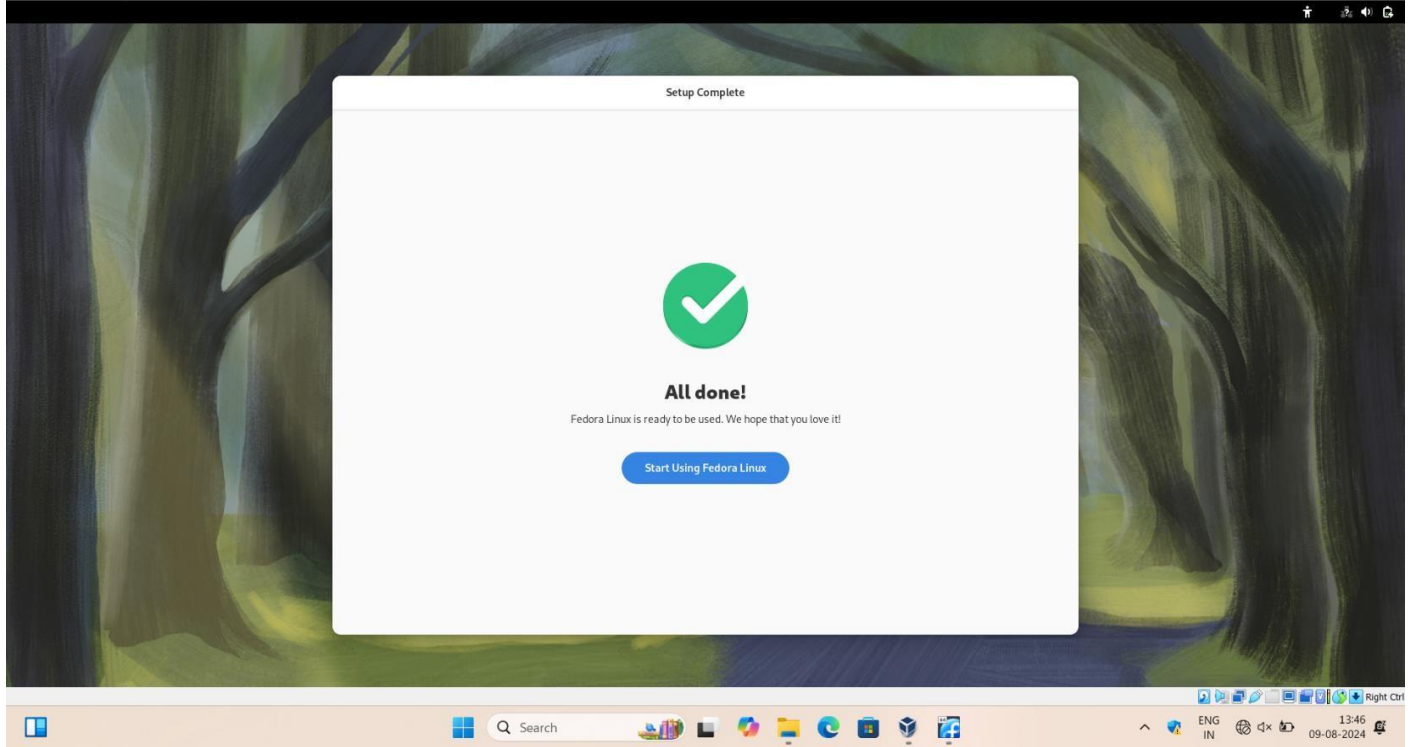 Setup Complete
All done!
Fedora Linux is ready to be used. We hope that you love it!
Start Using Fedora Linux
Right Ctrl
Search
ENG
IN
13:46
09-08-2024